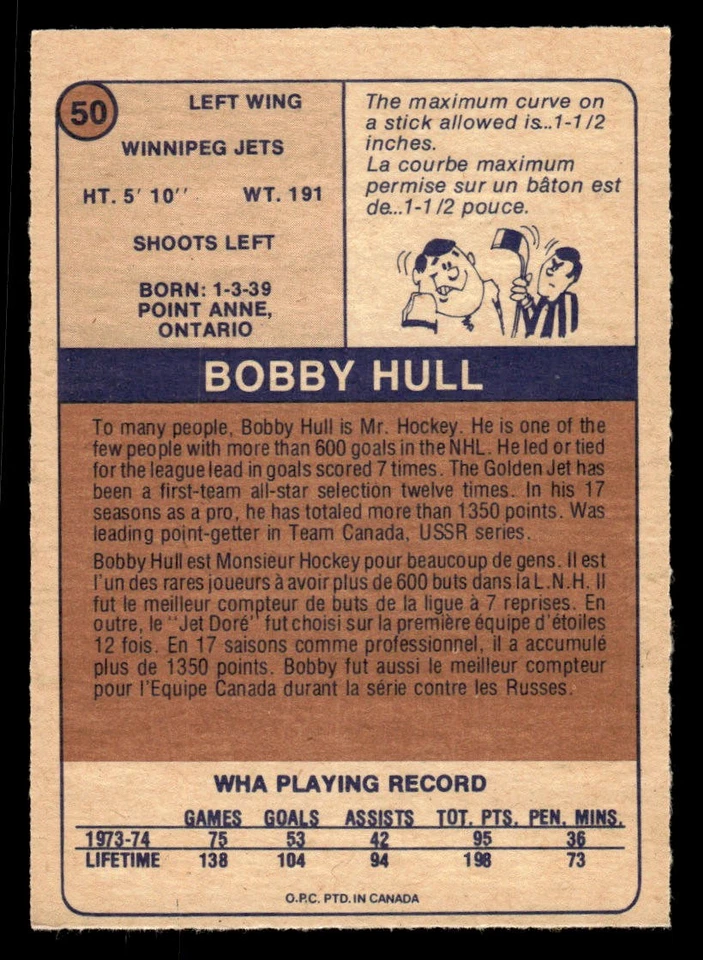 50
LEFT WING
WINNIPEG JETS
HT. 5' 10'' WT. 191
SHOOTS LEFT
BORN: 1-3-39
POINT ANNE,
ONTARIO
The maximum curve on
a stick allowed is...1-1/2
inches.
La courbe maximum
permise sur un bâton est
de...1-1/2 pouce.
BOBBY HULL
To many people, Bobby Hull is Mr. Hockey. He is one of the
few people with more than 600 goals in the NHL. He led or tied
for the league lead in goals scored 7 times. The Golden Jet has
been a first-team all-star selection twelve times. In his 17
seasons as a pro, he has totaled more than 1350 points. Was
leading point-getter in Team Canada, USSR series.
Bobby Hull est Monsieur Hockey pour beaucoup de gens. Il est
l'un des rares joueurs à avoir plus de 600 buts dans la L.N.H. Il
fut le meilleur compteur de buts de la ligue à 7 reprises. En
outre, le "Jet Doré" fut choisi sur la première équipe d'étoiles
12 fois. En 17 saisons comme professionnel, il a accumulé
plus de 1350 points. Bobby fut aussi le meilleur compteur
pour l'Equipe Canada durant la série contre les Russes.
WHA PLAYING RECORD
GAMES GOALS ASSISTS TOT. PTS. PEN. MINS.
1973-74 75 53 42 95 36
LIFETIME 138 104 94 198 73
O.P.C. PTD. IN CANADA